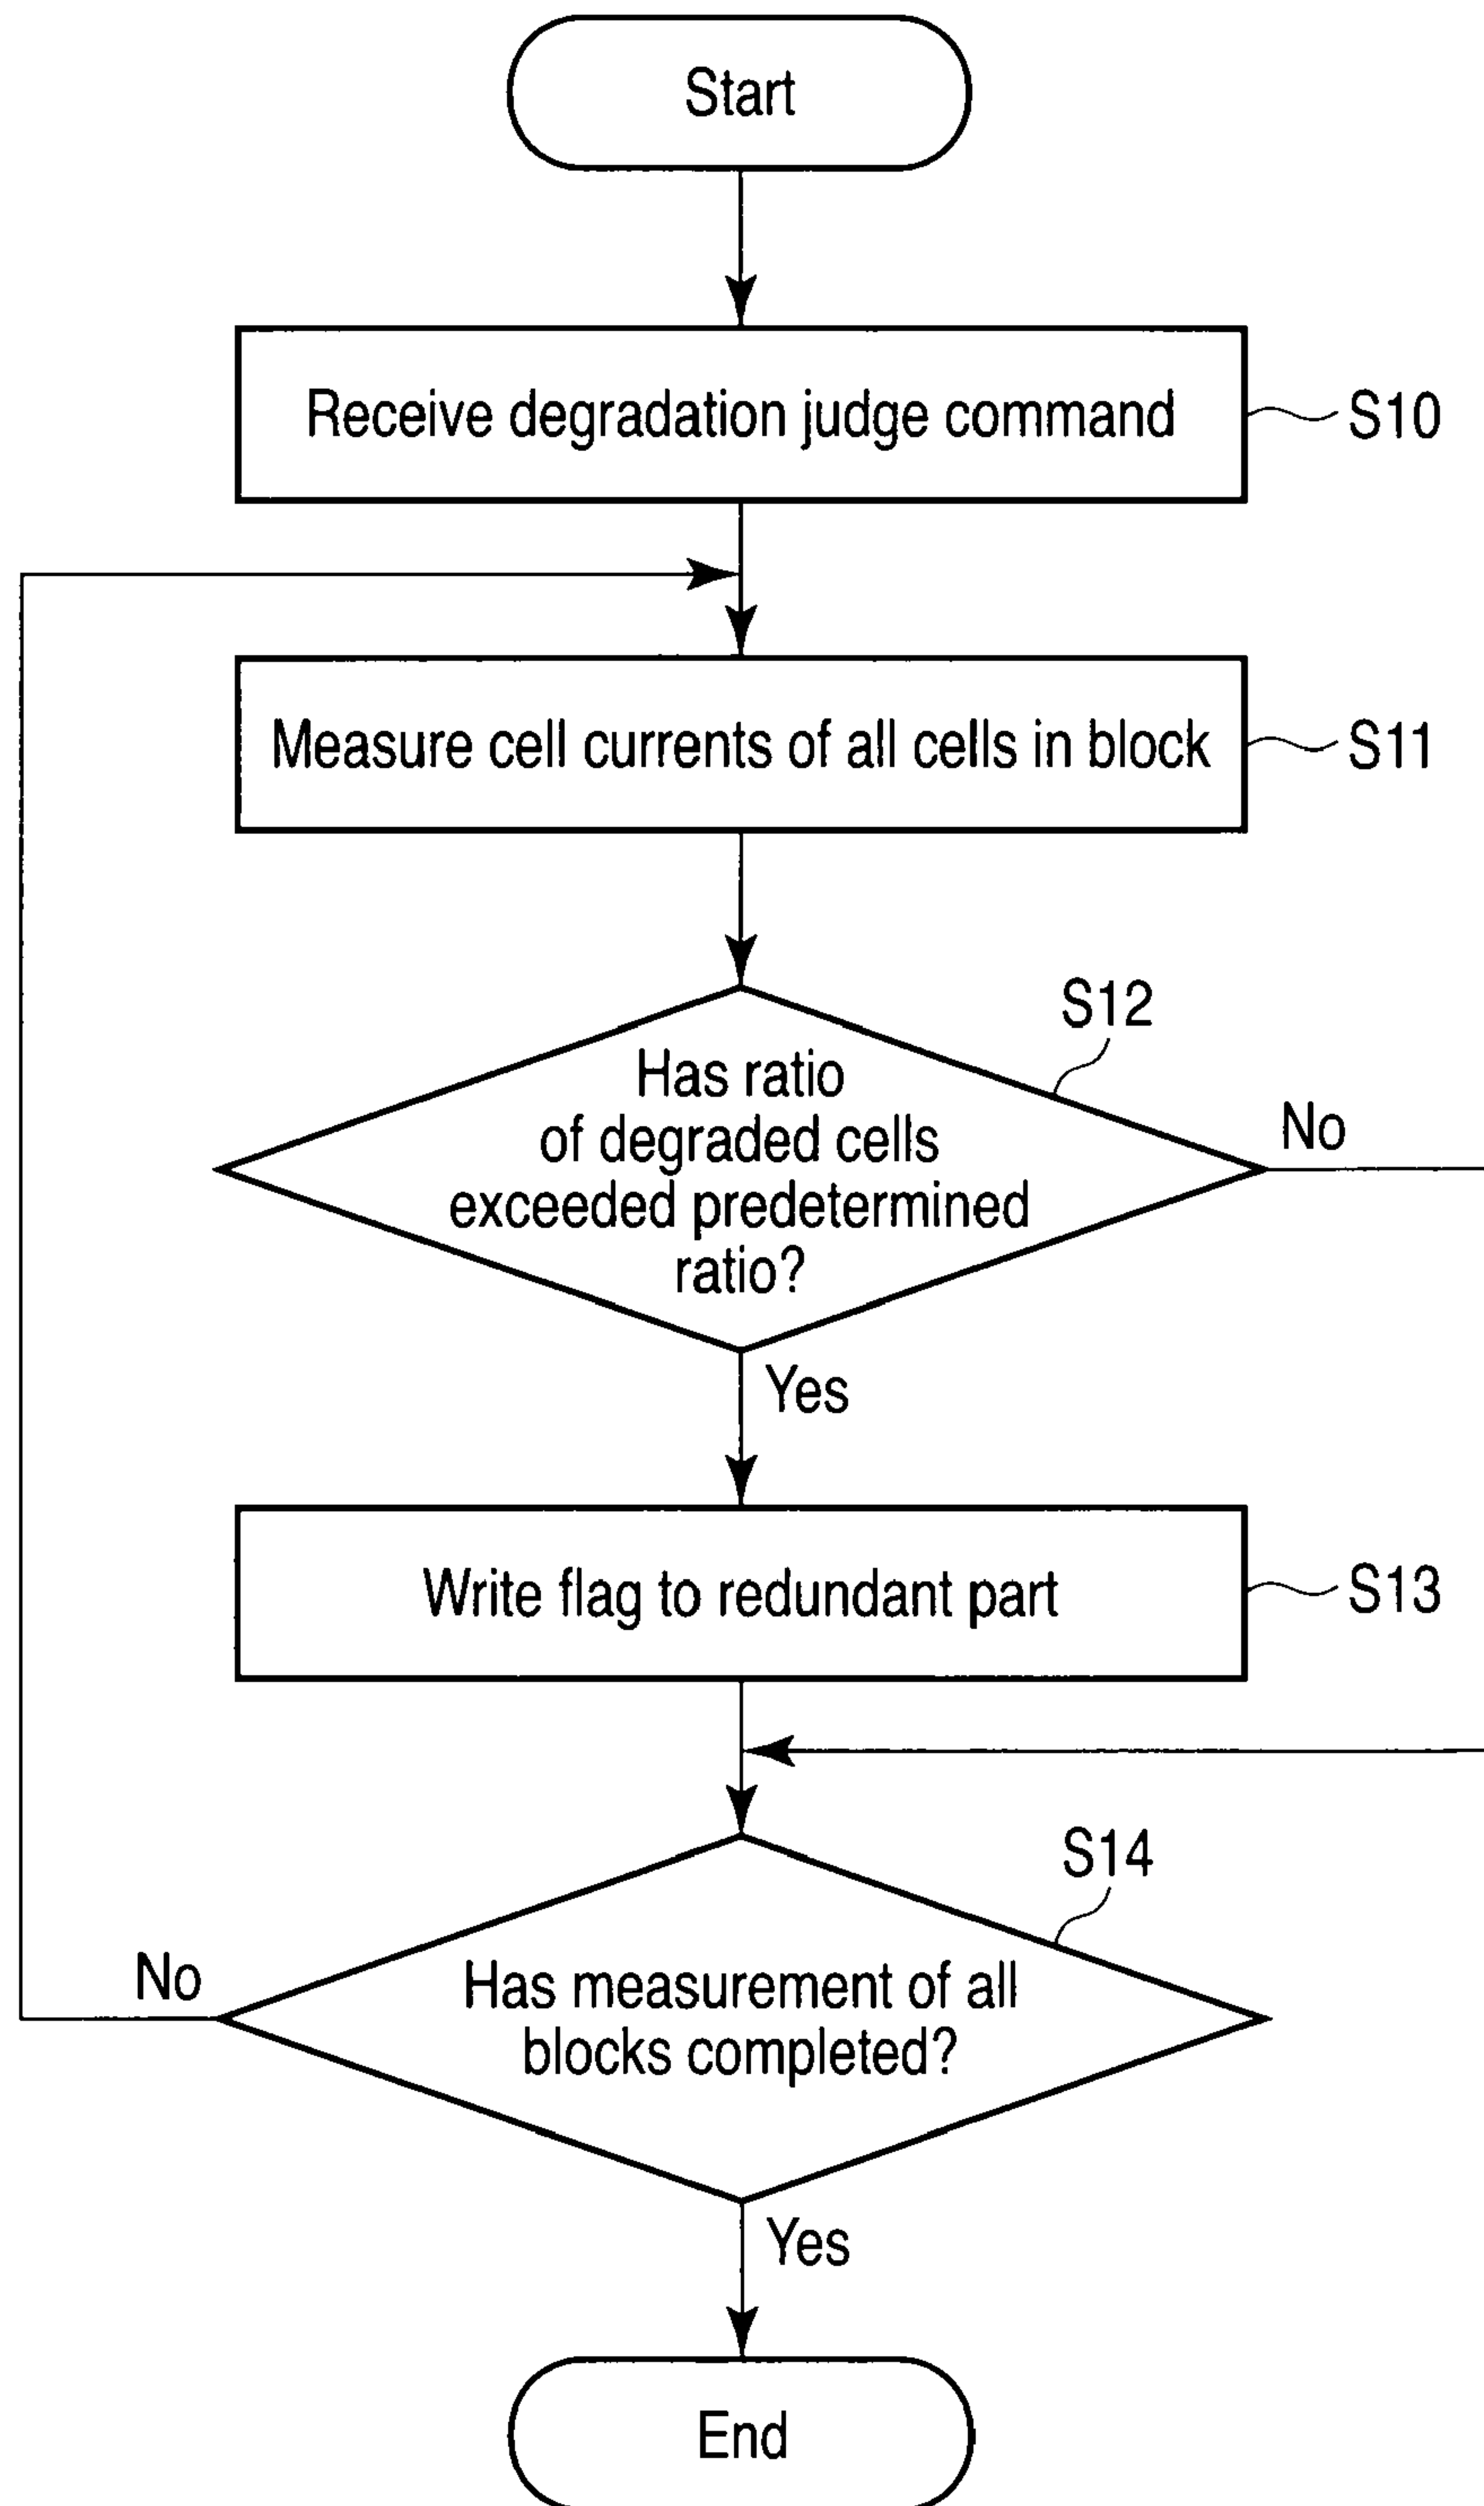 Start
Receive degradation judge command
S10
Measure cell currents of all cells in block
S11
S12
Has ratio
of degraded cells
exceeded predetermined
ratio?
No
Yes
Write flag to redundant part
S13
S14
Has measurement of all
blocks completed?
No
Yes
End